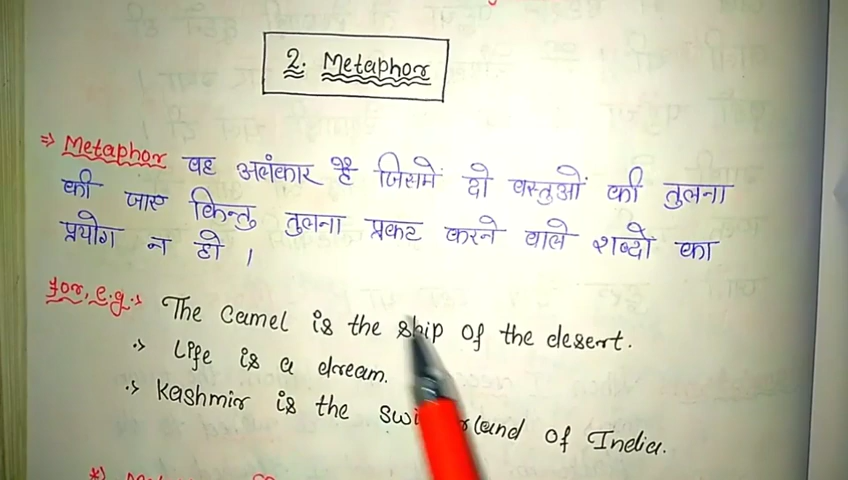 2. Metaphor
⇒ Metaphor वह अलंकार है जिसमें दो वस्तुओं की तुलना
की जाए किन्तु तुलना प्रकट करने वाले शब्दों का
प्रयोग न हो ।
for, e.g. :> The camel is the ship of the desert.
:> Life is a dream.
:> Kashmir is the of India.